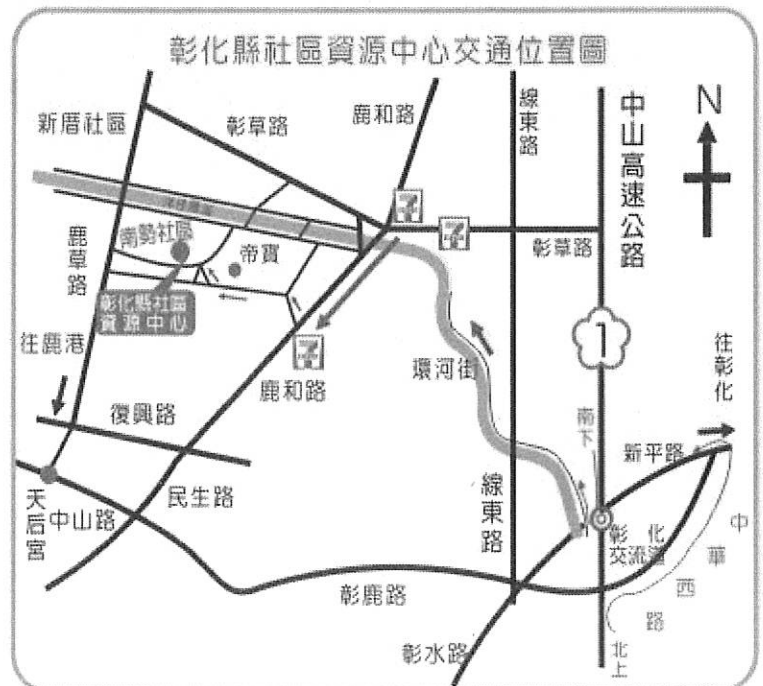 彰化縣社區資源中心交通位置圖
新厝社區
彰草路
鹿和路
線東路
中山高速公路
N
7
7
彰草路
鹿草路
南勢社區
帝寶
彰化縣社區
資源中心
往鹿港
7
鹿和路
環河街
1
往彰化
復興路
南下
新平路
天后宮
中山路
民生路
線東路
彰化
交流道
中華西路
彰鹿路
彰水路
北上